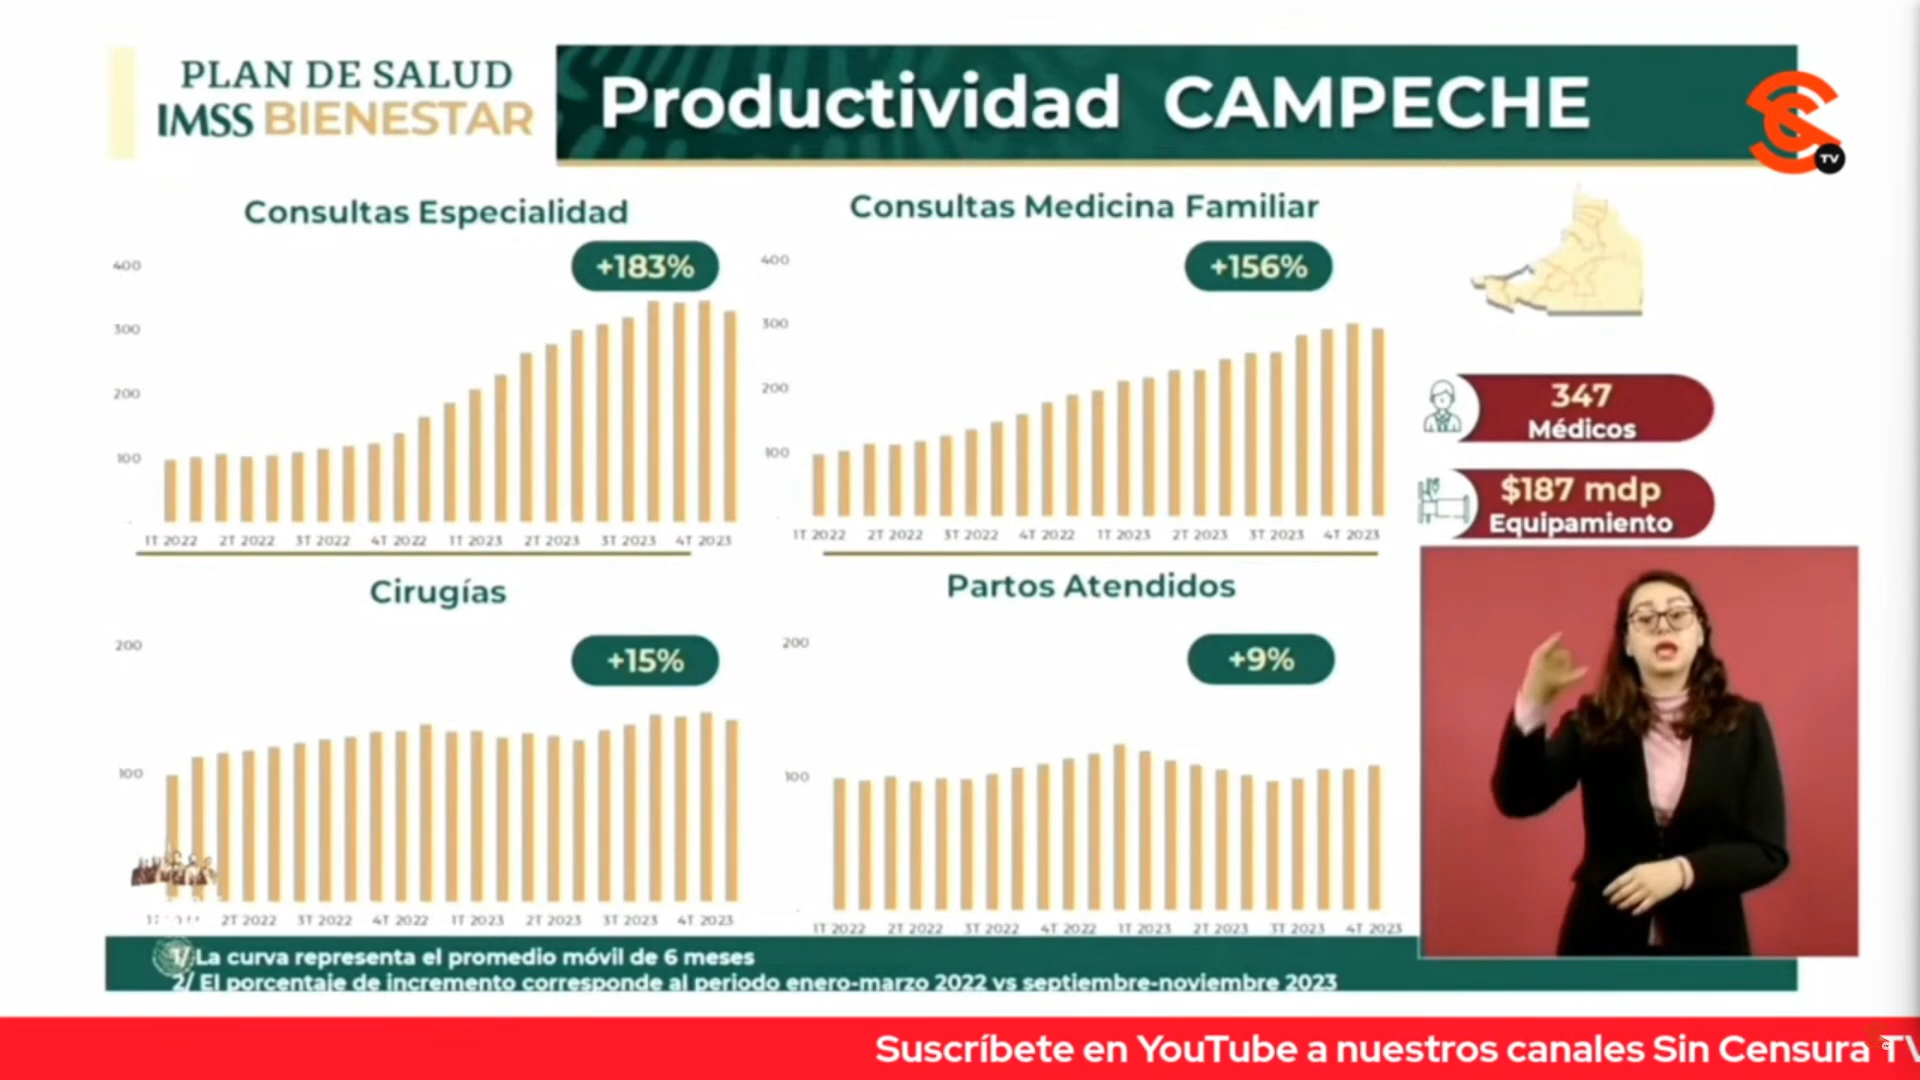 PLAN DE SALUD
IMSS BIENESTAR
Productividad CAMPECHE
TV
Consultas Especialidad
+183%
400
300
200
100
1T 2022 2T 2022 3T 2022 4T 2022 1T 2023 2T 2023 3T 2023 4T 2023
Consultas Medicina Familiar
+156%
400
300
200
100
1T 2022 2T 2022 3T 2022 4T 2022 1T 2023 2T 2023 3T 2023 4T 2023
347
Médicos
$187 mdp
Equipamiento
Cirugías
+15%
200
100
2T 2022 3T 2022 4T 2022 1T 2023 2T 2023 3T 2023 4T 2023
Partos Atendidos
+9%
200
100
1T 2022 2T 2022 3T 2022 4T 2022 1T 2023 2T 2023 3T 2023 4T 2023
1/ La curva representa el promedio móvil de 6 meses
2/ El porcentaje de incremento corresponde al periodo enero-marzo 2022 vs septiembre-noviembre 2023
Suscríbete en YouTube a nuestros canales Sin Censura TV